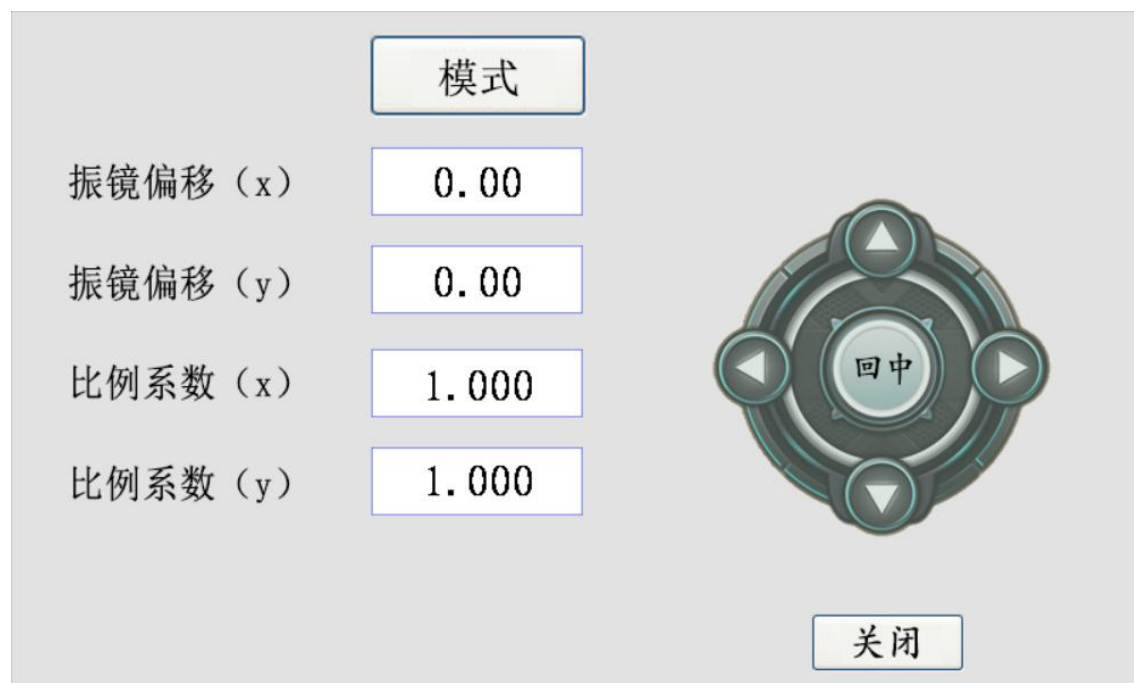 模式
振镜偏移（x） 0.00
振镜偏移（y） 0.00
比例系数（x） 1.000
比例系数（y） 1.000
回中
关闭